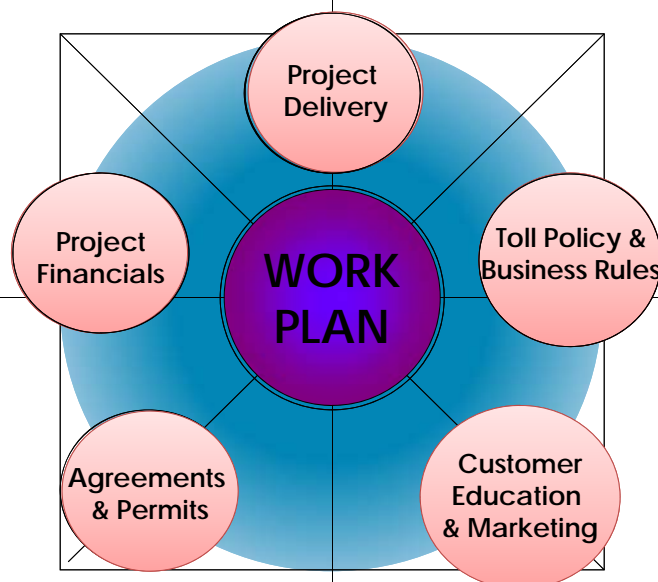 Project
Delivery
Project
Financials
WORK
PLAN
Toll Policy &
Business Rules
Agreements
& Permits
Customer
Education
& Marketing